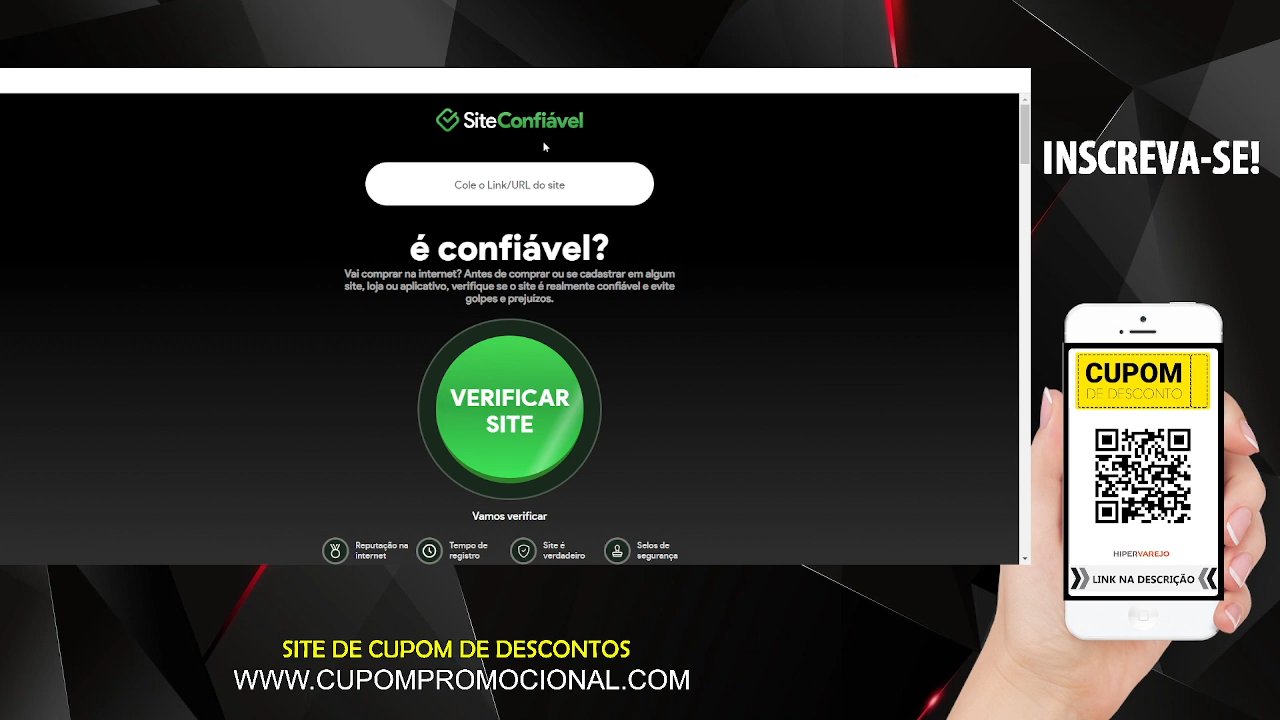 SiteConfiável
Cole o Link/URL do site
é confiável?
Vai comprar na internet? Antes de comprar ou se cadastrar em algum
site, loja ou aplicativo, verifique se o site é realmente confiável e evite
golpes e prejuízos.
VERIFICAR
SITE
Vamos verificar
Reputação na
internet
Tempo de
registro
Site é
verdadeiro
Selos de
segurança
INSCREVA-SE!
CUPOM
DE DESCONTO
HIPERVAREJO
LINK NA DESCRIÇÃO
SITE DE CUPOM DE DESCONTOS
WWW.CUPOMPROMOCIONAL.COM